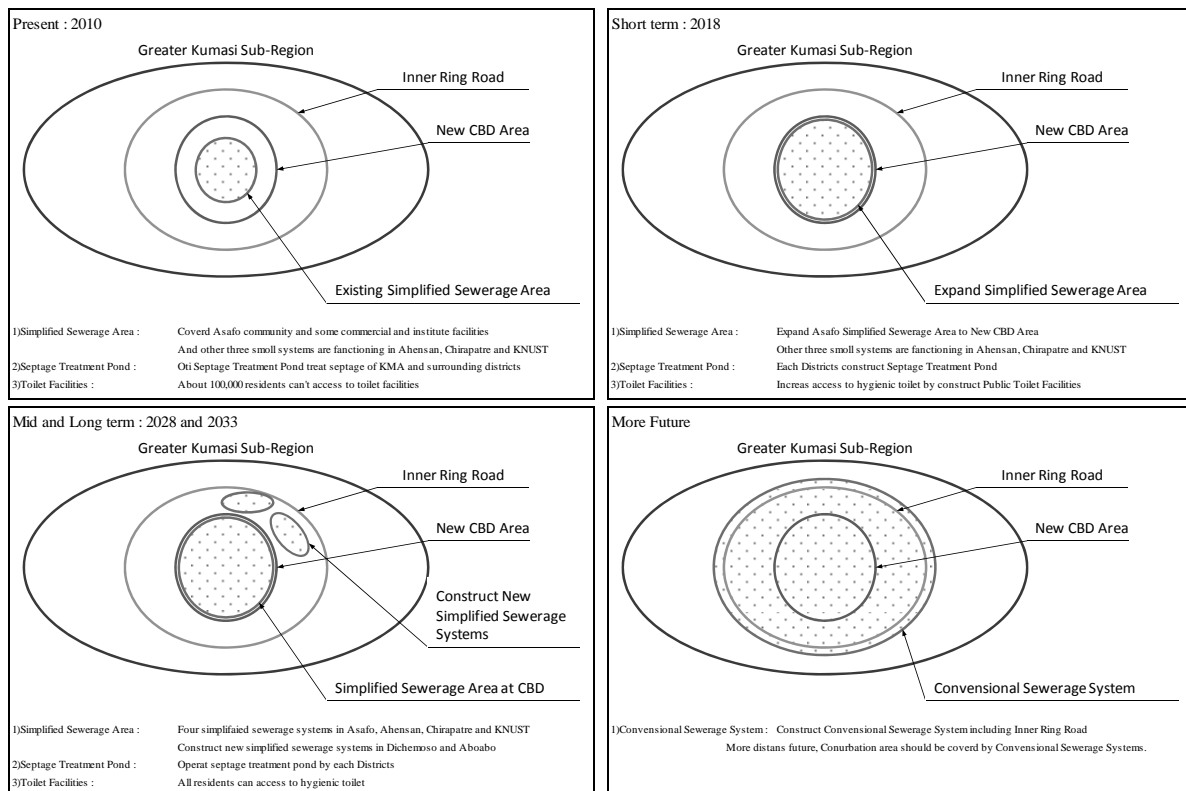 Present : 2010
Greater Kumasi Sub-Region
Inner Ring Road
New CBD Area
Existing Simplified Sewerage Area
1)Simplified Sewerage Area : Coverd Asafo community and some commercial and institute facilities
And other three smoll systems are fanctioning in Ahensan, Chirapatre and KNUST
2)Septage Treatment Pond : Oti Septage Treatment Pond treat septage of KMA and surrounding districts
3)Toilet Facilities : About 100,000 residents can't access to toilet facilities
Short term : 2018
Greater Kumasi Sub-Region
Inner Ring Road
New CBD Area
Expand Simplified Sewerage Area
1)Simplified Sewerage Area : Expand Asafo Simplified Sewerage Area to New CBD Area
Other three smoll systems are fanctioning in Ahensan, Chirapatre and KNUST
2)Septage Treatment Pond : Each Districts construct Septage Treatment Pond
3)Toilet Facilities : Increas access to hygienic toilet by construct Public Toilet Facilities
Mid and Long term : 2028 and 2033
Greater Kumasi Sub-Region
Inner Ring Road
New CBD Area
Construct New
Simplified Sewerage
Systems
Simplified Sewerage Area at CBD
1)Simplified Sewerage Area : Four simplifaied sewerage systems in Asafo, Ahensan, Chirapatre and KNUST
Construct new simplified sewerage systems in Dichemoso and Aboabo
2)Septage Treatment Pond : Operat septage treatment pond by each Districts
3)Toilet Facilities : All residents can access to hygienic toilet
More Future
Greater Kumasi Sub-Region
Inner Ring Road
New CBD Area
Conventional Sewerage System
1)Conventional Sewerage System : Construct Conventional Sewerage System including Inner Ring Road
More distans future, Conurbation area should be coverd by Conventional Sewerage Systems.